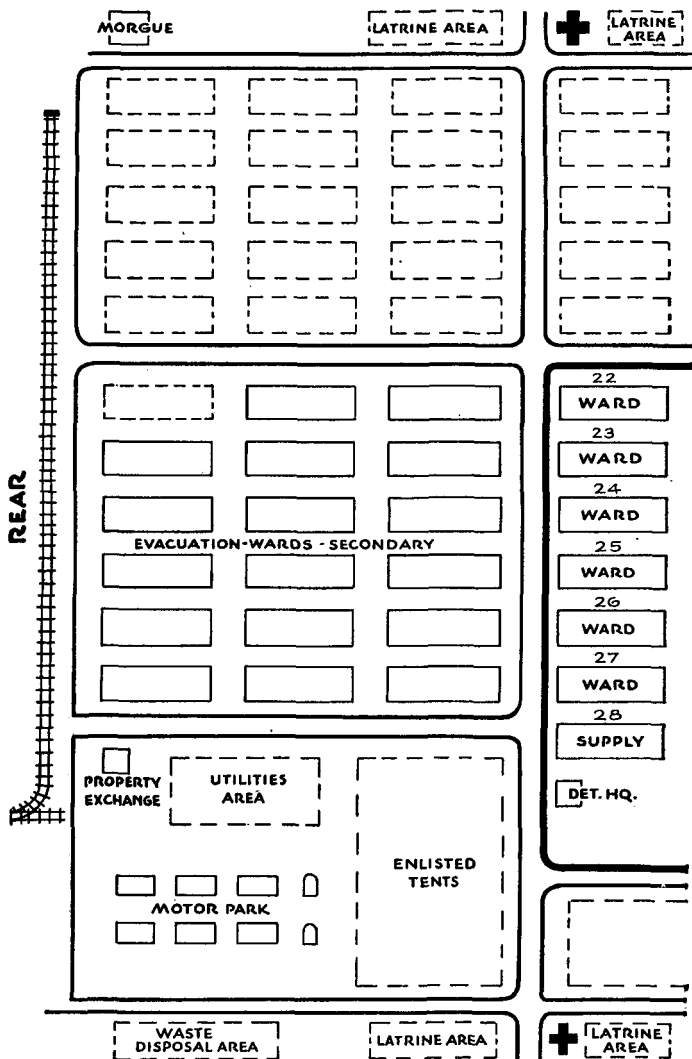 MORGUE
LATRINE AREA
LATRINE
AREA
REAR
22
WARD
23
WARD
24
WARD
EVACUATION-WARDS - SECONDARY
25
WARD
26
WARD
27
WARD
28
SUPPLY
PROPERTY
EXCHANGE
UTILITIES
AREA
DET. HQ.
ENLISTED
TENTS
MOTOR PARK
WASTE
DISPOSAL AREA
LATRINE AREA
LATRINE
AREA